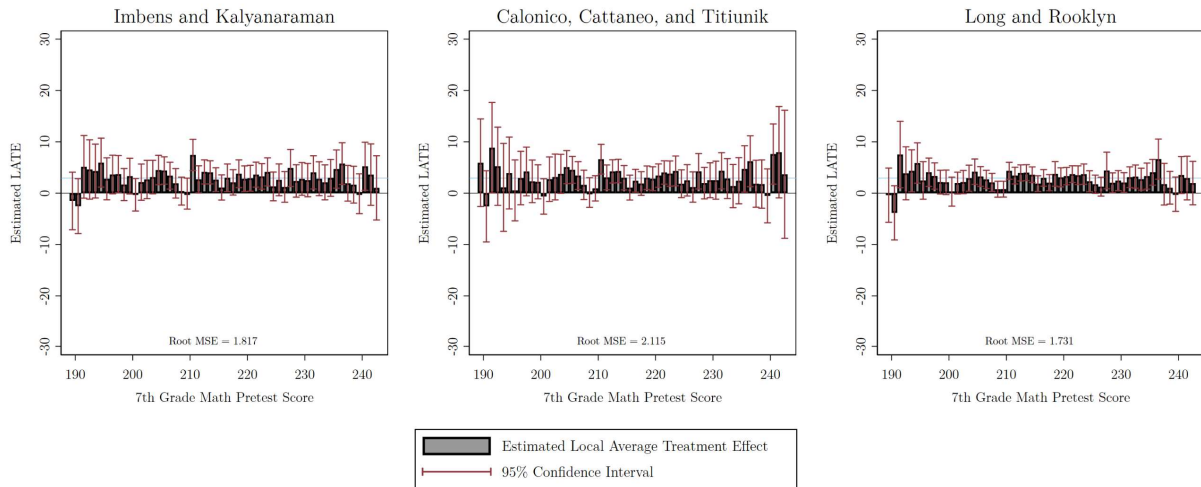 Imbens and Kalyanaraman
Estimated LATE
30
20
10
0
-10
-20
-30
Root MSE = 1.817
190 200 210 220 230 240
7th Grade Math Pretest Score
Calonico, Cattaneo, and Titiunik
Estimated LATE
30
20
10
0
-10
-20
-30
Root MSE = 2.115
190 200 210 220 230 240
7th Grade Math Pretest Score
Long and Rooklyn
Estimated LATE
30
20
10
0
-10
-20
-30
Root MSE = 1.731
190 200 210 220 230 240
7th Grade Math Pretest Score
Estimated Local Average Treatment Effect
95% Confidence Interval